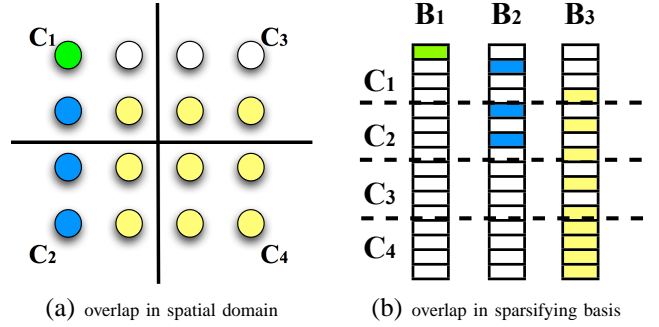 B1 B2 B3
C1 C3
C2 C4
C1
C2
C3
C4
(a) overlap in spatial domain
(b) overlap in sparsifying basis